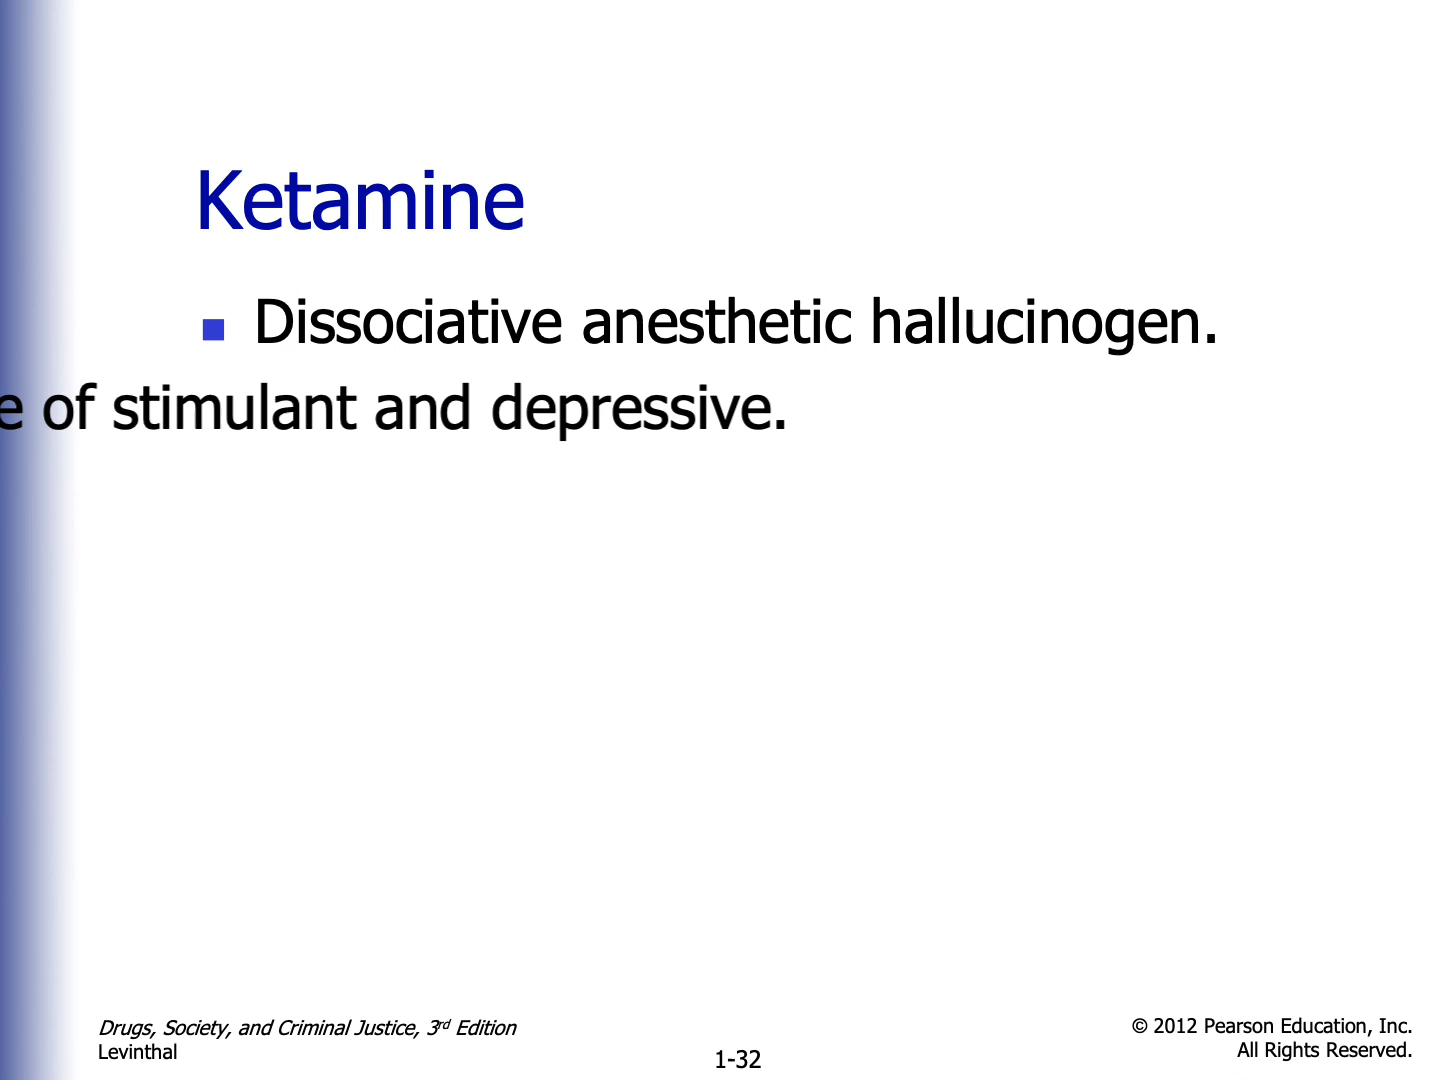 Ketamine
Dissociative anesthetic hallucinogen.
of stimulant and depressive.
Drugs, Society, and Criminal Justice, 3rd Edition
Levinthal
1-32
© 2012 Pearson Education, Inc.
All Rights Reserved.